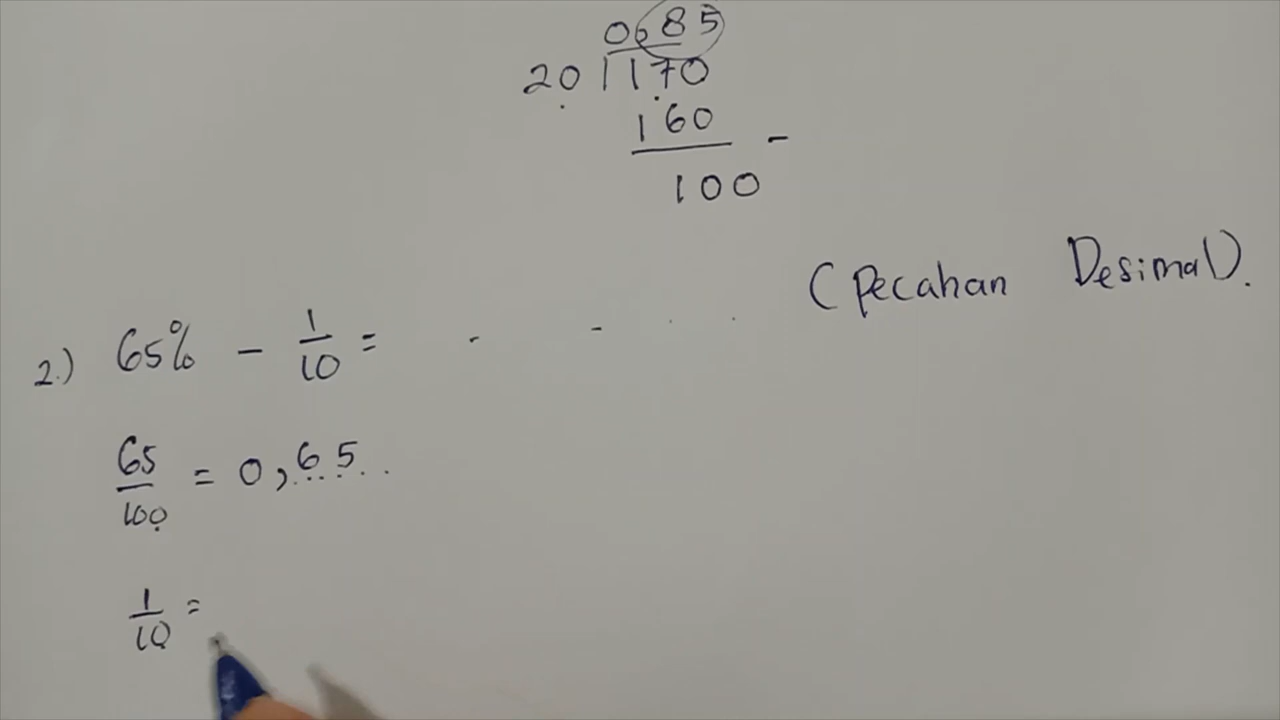 0,85
20 | 170
160 -
100
(Pecahan Desimal).
2.) 65% - 1/10 = . . . .
65/100 = 0,65
1/10 =